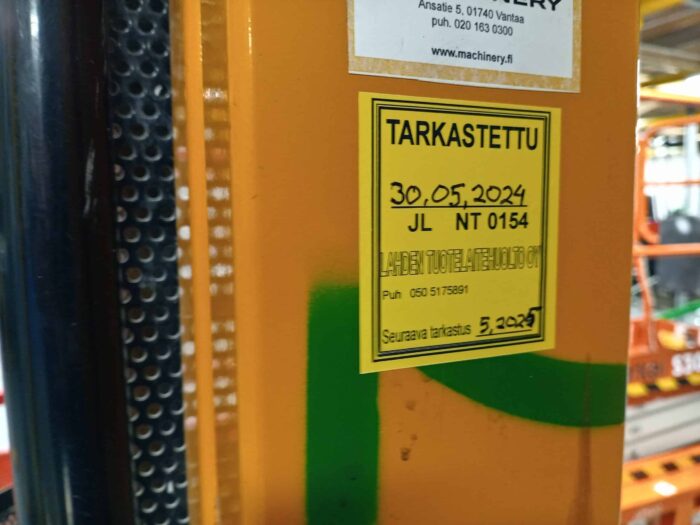 Ansatie 5, 01740 Vantaa
puh. 020 163 0300
www.machinery.fi
TARKASTETTU
30.05.2024
JL NT 0154
LAHDEN TUOTELAITEHUOLTO OY
Puh 050 5175891
Seuraava tarkastus 5.2025